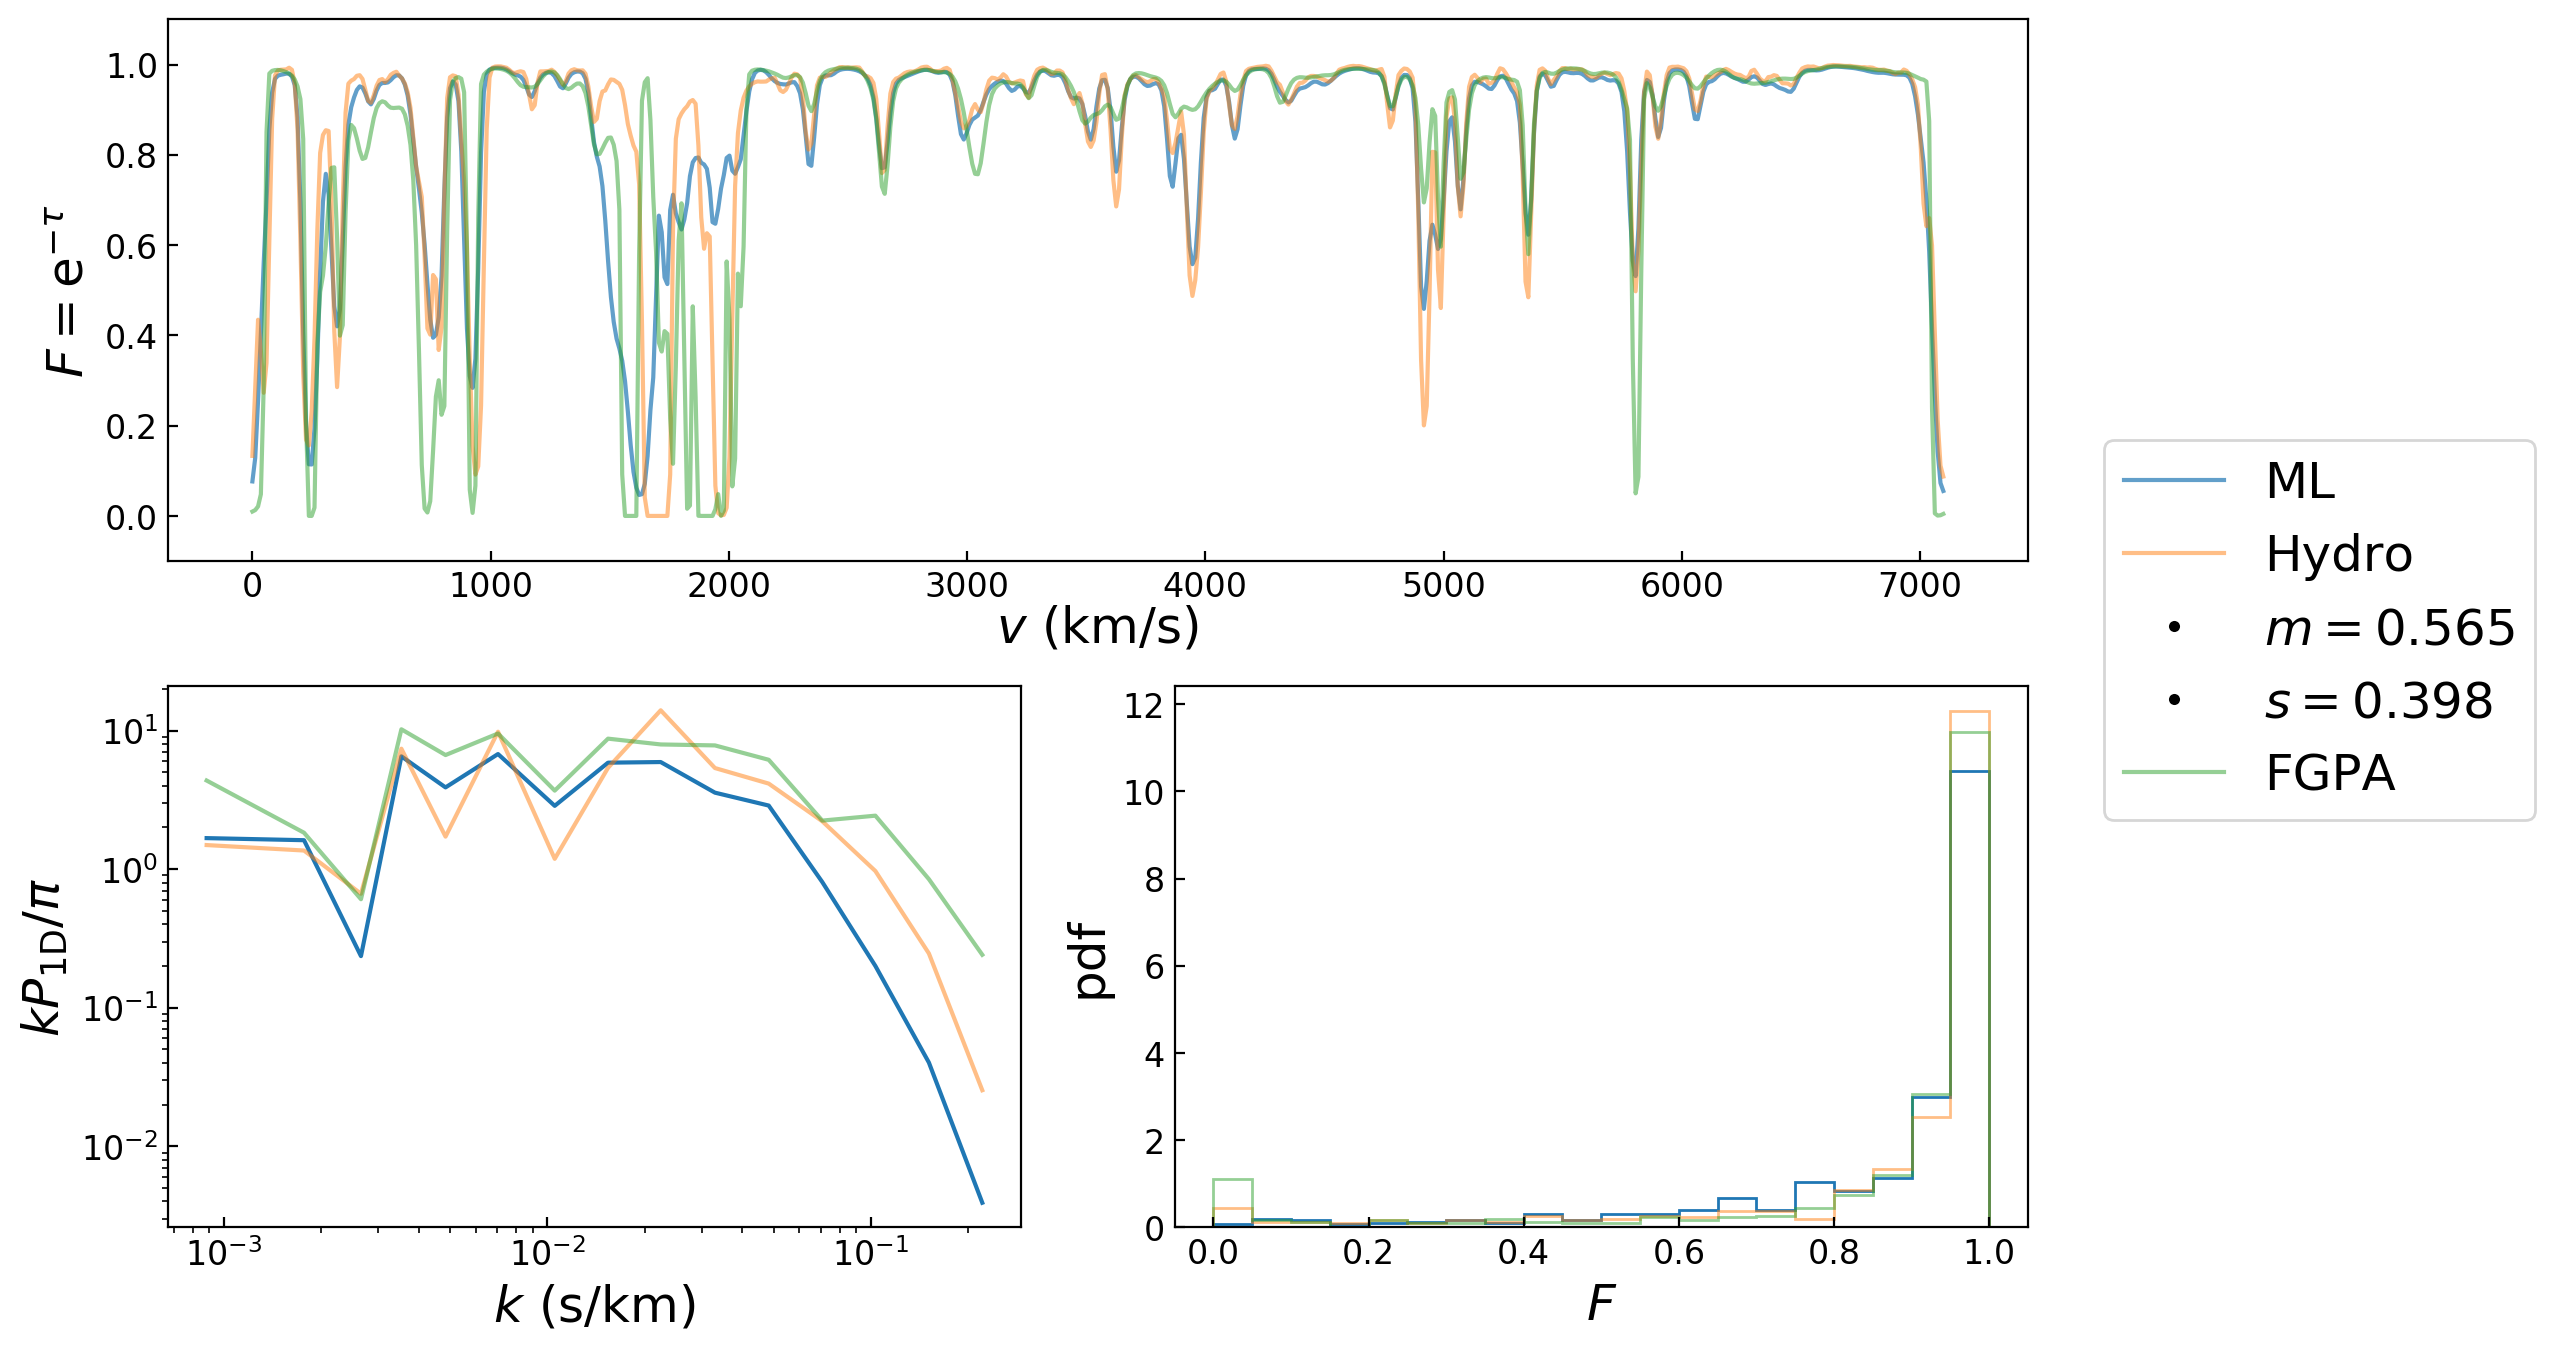 F = e^{−τ}
1.0
0.8
0.6
0.4
0.2
0.0
0 1000 2000 3000 4000 5000 6000 7000
v (km/s)
ML
Hydro
m = 0.565
s = 0.398
FGPA
kP_{1D}/π
10^1
10^0
10^{−1}
10^{−2}
10^{−3} 10^{−2} 10^{−1}
k (s/km)
pdf
12
10
8
6
4
2
0
0.0 0.2 0.4 0.6 0.8 1.0
F